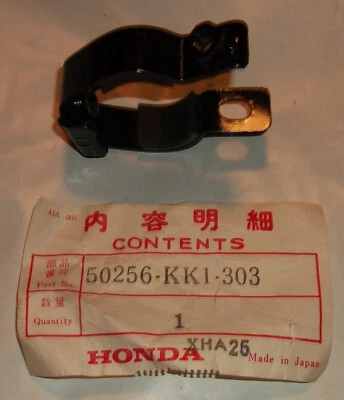 内容明細
CONTENTS
部品番号 Part No. 50256-KK1-303
数量 Quantity 1
XHA25
HONDA Made in Japan